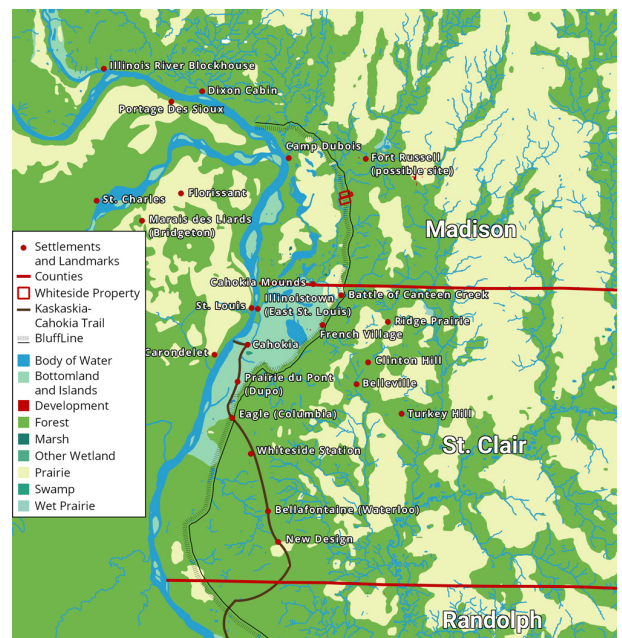 Illinois River Blockhouse
Dixon Cabin
Portage Des Sioux
Camp Dubois
Fort Russell
(possible site)
St. Charles
Florissant
Marais des Liards
(Bridgeton)
Madison
Settlements
and Landmarks
Counties
Whiteside Property
Kaskaskia-
Cahokia Trail
BluffLine
Body of Water
Bottomland
and Islands
Development
Forest
Marsh
Other Wetland
Prairie
Swamp
Wet Prairie
Cahokia Mounds
Battle of Canteen Creek
St. Louis
Illinoistown
(East St. Louis)
Ridge Prairie
French Village
Cahokia
Carondelet
Clinton Hill
Prairie du Pont
(Dupo)
Belleville
Eagle (Columbia)
Turkey Hill
St. Clair
Whiteside Station
Bellafontaine (Waterloo)
New Design
Randolph